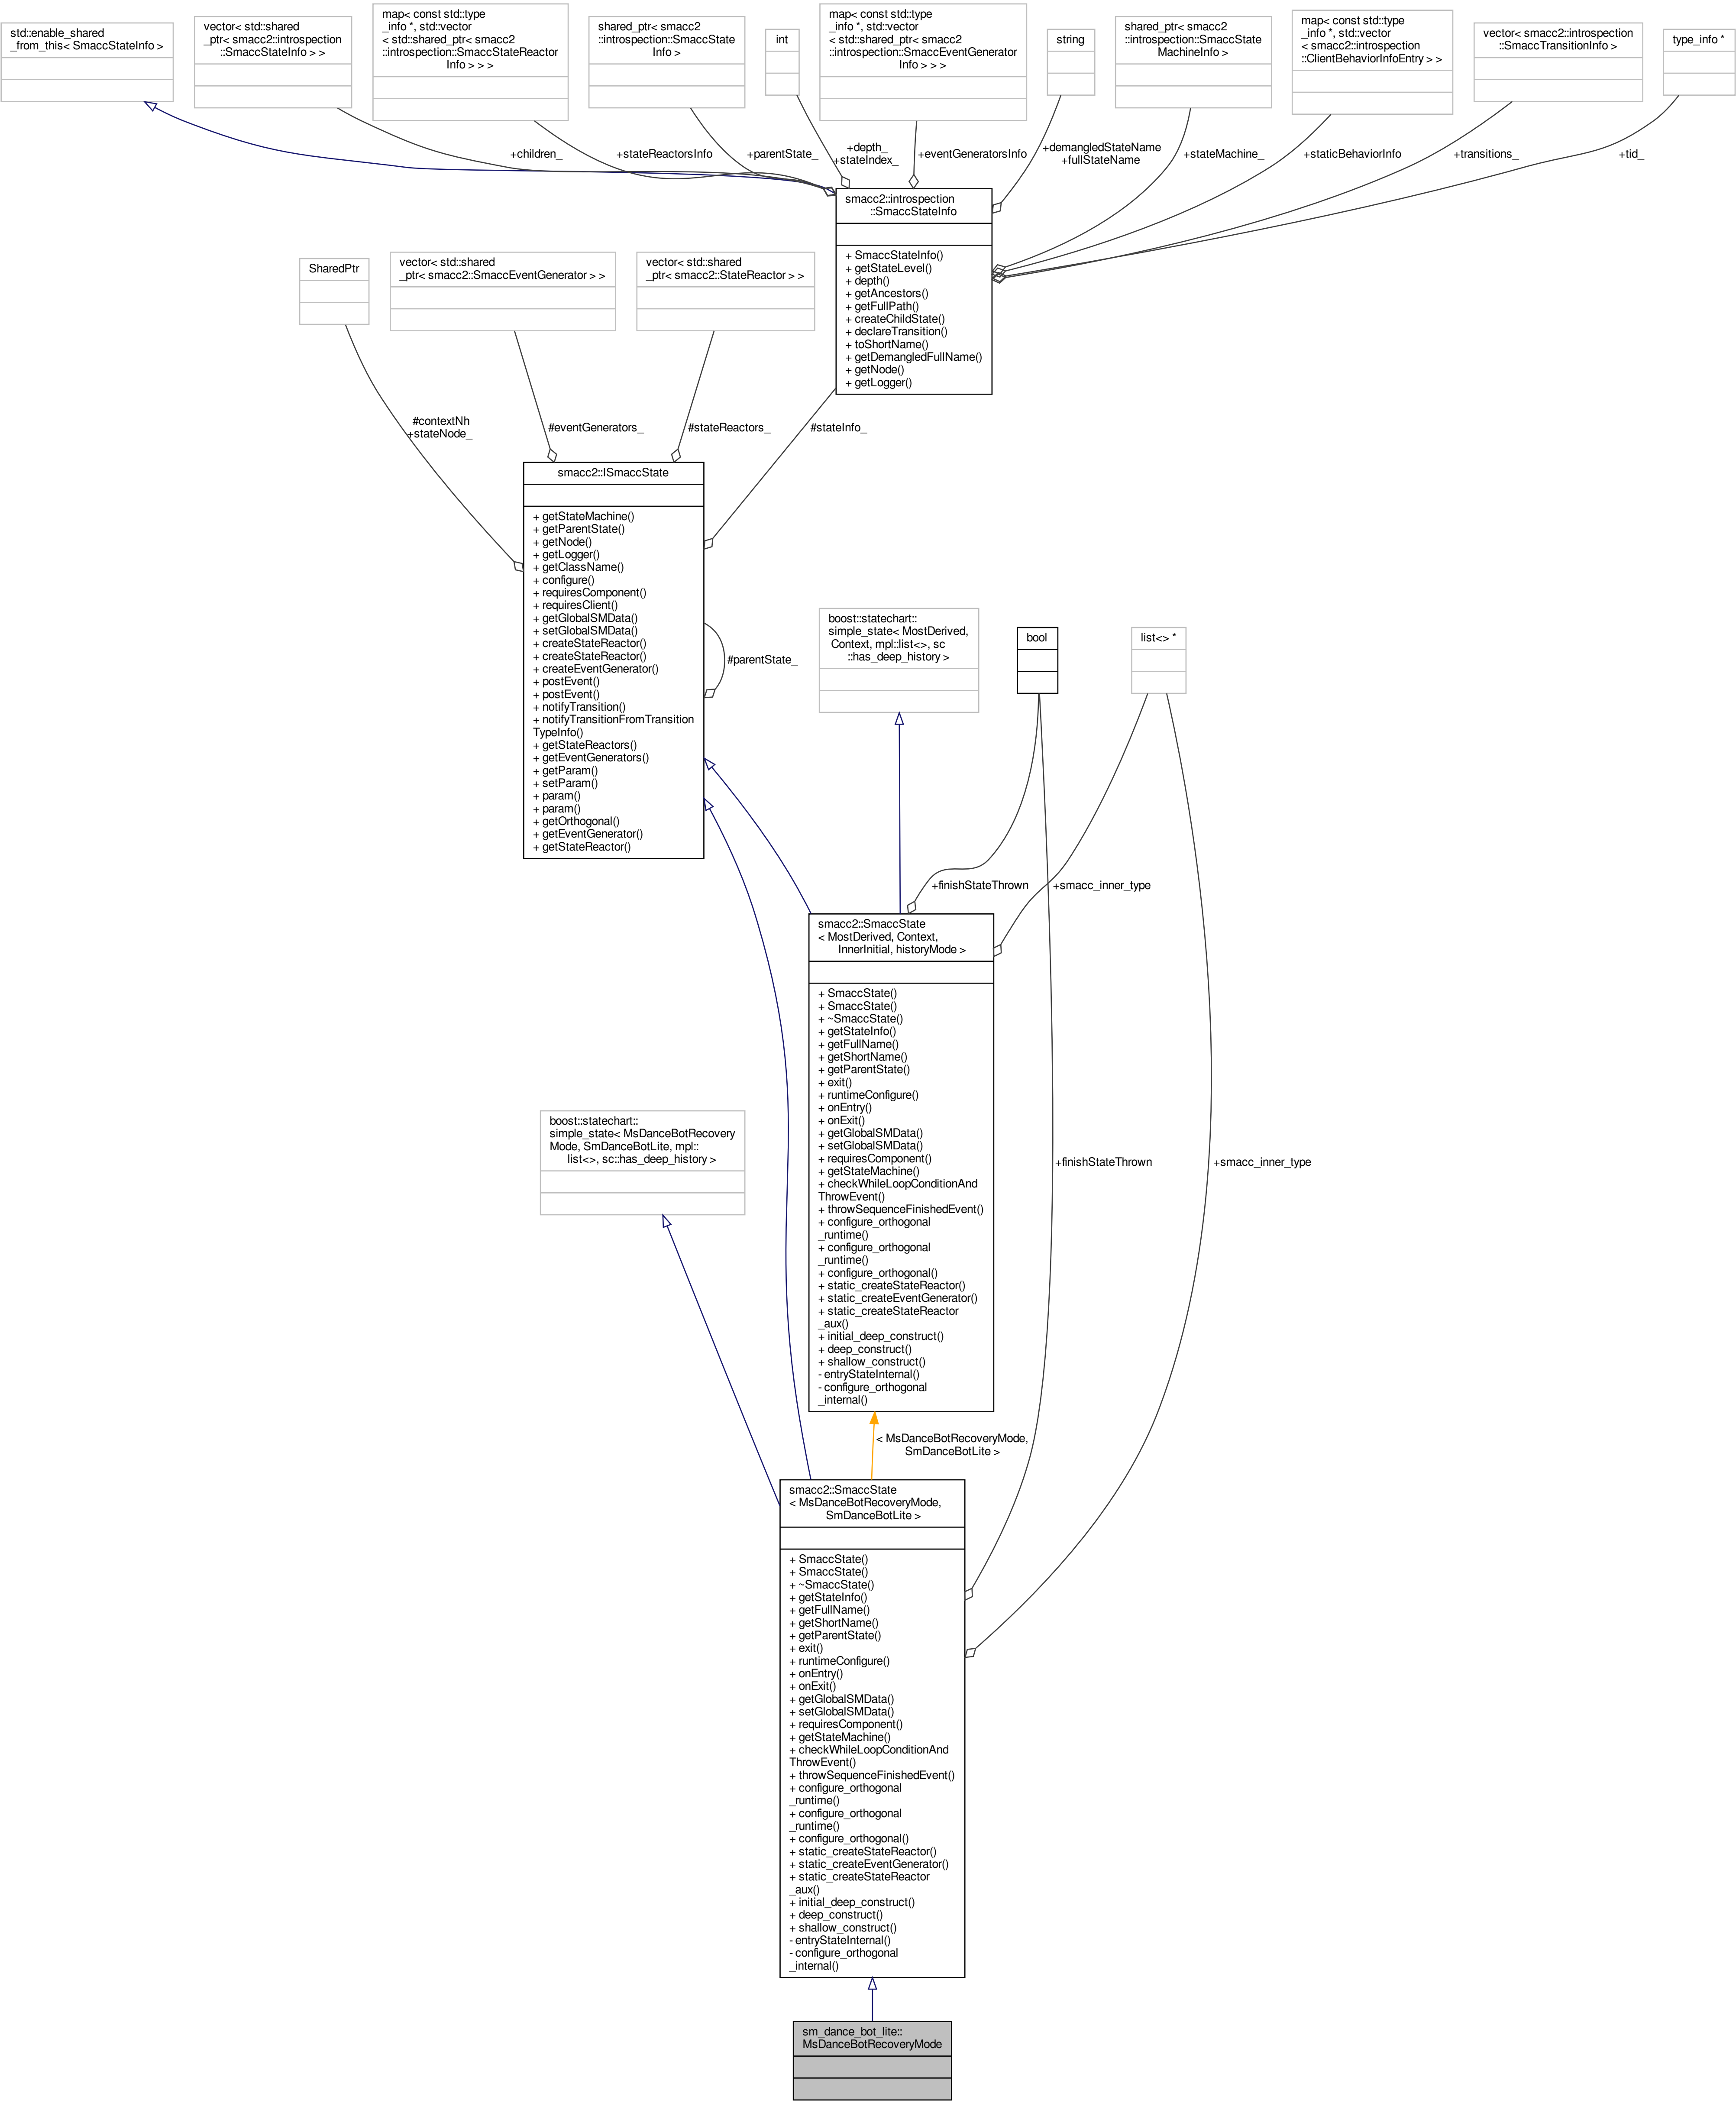 std::enable_shared
_from_this< SmaccStateInfo >
vector< std::shared
_ptr< smacc2::introspection
::SmaccStateInfo > >
map< const std::type
_info *, std::vector
< std::shared_ptr< smacc2
::introspection::SmaccStateReactor
Info > > >
shared_ptr< smacc2
::introspection::SmaccState
Info >
int
map< const std::type
_info *, std::vector
< std::shared_ptr< smacc2
::introspection::SmaccEventGenerator
Info > > >
string
shared_ptr< smacc2
::introspection::SmaccState
MachineInfo >
map< const std::type
_info *, std::vector
< smacc2::introspection
::ClientBehaviorInfoEntry > >
vector< smacc2::introspection
::SmaccTransitionInfo >
type_info *
+children_
+stateReactorsInfo
+parentState_
+depth_
+stateIndex_
+eventGeneratorsInfo
+demangledStateName
+fullStateName
+stateMachine_
+staticBehaviorInfo
+transitions_
+tid_
smacc2::introspection
::SmaccStateInfo
+ SmaccStateInfo()
+ getStateLevel()
+ depth()
+ getAncestors()
+ getFullPath()
+ createChildState()
+ declareTransition()
+ toShortName()
+ getDemangledFullName()
+ getNode()
+ getLogger()
SharedPtr
vector< std::shared
_ptr< smacc2::SmaccEventGenerator > >
vector< std::shared
_ptr< smacc2::StateReactor > >
#contextNh
+stateNode_
#eventGenerators_
#stateReactors_
#stateInfo_
smacc2::ISmaccState
+ getStateMachine()
+ getParentState()
+ getNode()
+ getLogger()
+ getClassName()
+ configure()
+ requiresComponent()
+ requiresClient()
+ getGlobalSMData()
+ setGlobalSMData()
+ createStateReactor()
+ createStateReactor()
+ createEventGenerator()
+ postEvent()
+ postEvent()
+ notifyTransition()
+ notifyTransitionFromTransition
TypeInfo()
+ getStateReactors()
+ getEventGenerators()
+ getParam()
+ setParam()
+ param()
+ param()
+ getOrthogonal()
+ getEventGenerator()
+ getStateReactor()
#parentState_
boost::statechart::
simple_state< MostDerived,
Context, mpl::list<>, sc
::has_deep_history >
bool
list<> *
+finishStateThrown
+smacc_inner_type
smacc2::SmaccState
< MostDerived, Context,
InnerInitial, historyMode >
+ SmaccState()
+ SmaccState()
+ ~SmaccState()
+ getStateInfo()
+ getFullName()
+ getShortName()
+ getParentState()
+ exit()
+ runtimeConfigure()
+ onEntry()
+ onExit()
+ getGlobalSMData()
+ setGlobalSMData()
+ requiresComponent()
+ getStateMachine()
+ checkWhileLoopConditionAnd
ThrowEvent()
+ throwSequenceFinishedEvent()
+ configure_orthogonal
_runtime()
+ configure_orthogonal
_runtime()
+ configure_orthogonal()
+ static_createStateReactor()
+ static_createEventGenerator()
+ static_createStateReactor
_aux()
+ initial_deep_construct()
+ deep_construct()
+ shallow_construct()
- entryStateInternal()
- configure_orthogonal
_internal()
boost::statechart::
simple_state< MsDanceBotRecovery
Mode, SmDanceBotLite, mpl::
list<>, sc::has_deep_history >
+finishStateThrown
+smacc_inner_type
< MsDanceBotRecoveryMode,
SmDanceBotLite >
smacc2::SmaccState
< MsDanceBotRecoveryMode,
SmDanceBotLite >
+ SmaccState()
+ SmaccState()
+ ~SmaccState()
+ getStateInfo()
+ getFullName()
+ getShortName()
+ getParentState()
+ exit()
+ runtimeConfigure()
+ onEntry()
+ onExit()
+ getGlobalSMData()
+ setGlobalSMData()
+ requiresComponent()
+ getStateMachine()
+ checkWhileLoopConditionAnd
ThrowEvent()
+ throwSequenceFinishedEvent()
+ configure_orthogonal
_runtime()
+ configure_orthogonal
_runtime()
+ configure_orthogonal()
+ static_createStateReactor()
+ static_createEventGenerator()
+ static_createStateReactor
_aux()
+ initial_deep_construct()
+ deep_construct()
+ shallow_construct()
- entryStateInternal()
- configure_orthogonal
_internal()
sm_dance_bot_lite::
MsDanceBotRecoveryMode